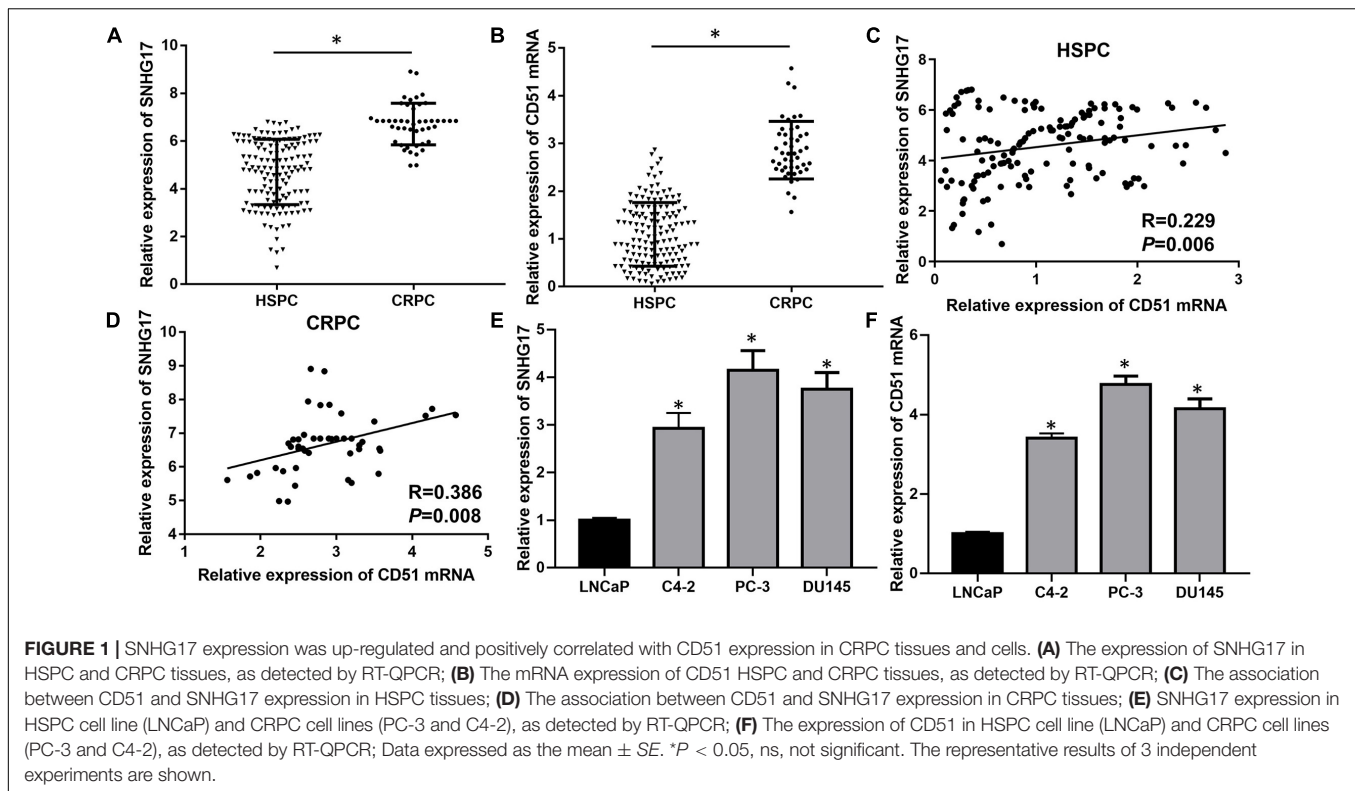 A
Relative expression of SNHG17
10
8
6
4
2
0
*
HSPC
CRPC
B
Relative expression of CD51 mRNA
5
4
3
2
1
0
*
HSPC
CRPC
C
HSPC
Relative expression of SNHG17
8
6
4
2
0
R=0.229
P=0.006
0
1
2
3
Relative expression of CD51 mRNA
D
CRPC
Relative expression of SNHG17
10
9
8
7
6
5
4
R=0.386
P=0.008
1
2
3
4
5
Relative expression of CD51 mRNA
E
Relative expression of SNHG17
5
4
3
2
1
0
*
*
*
LNCaP
C4-2
PC-3
DU145
F
Relative expression of CD51 mRNA
6
4
2
0
*
*
*
LNCaP
C4-2
PC-3
DU145
FIGURE 1 | SNHG17 expression was up-regulated and positively correlated with CD51 expression in CRPC tissues and cells. (A) The expression of SNHG17 in
HSPC and CRPC tissues, as detected by RT-QPCR; (B) The mRNA expression of CD51 HSPC and CRPC tissues, as detected by RT-QPCR; (C) The association
between CD51 and SNHG17 expression in HSPC tissues; (D) The association between CD51 and SNHG17 expression in CRPC tissues; (E) SNHG17 expression in
HSPC cell line (LNCaP) and CRPC cell lines (PC-3 and C4-2), as detected by RT-QPCR; (F) The expression of CD51 in HSPC cell line (LNCaP) and CRPC cell lines
(PC-3 and C4-2), as detected by RT-QPCR; Data expressed as the mean ± SE. *P < 0.05, ns, not significant. The representative results of 3 independent
experiments are shown.